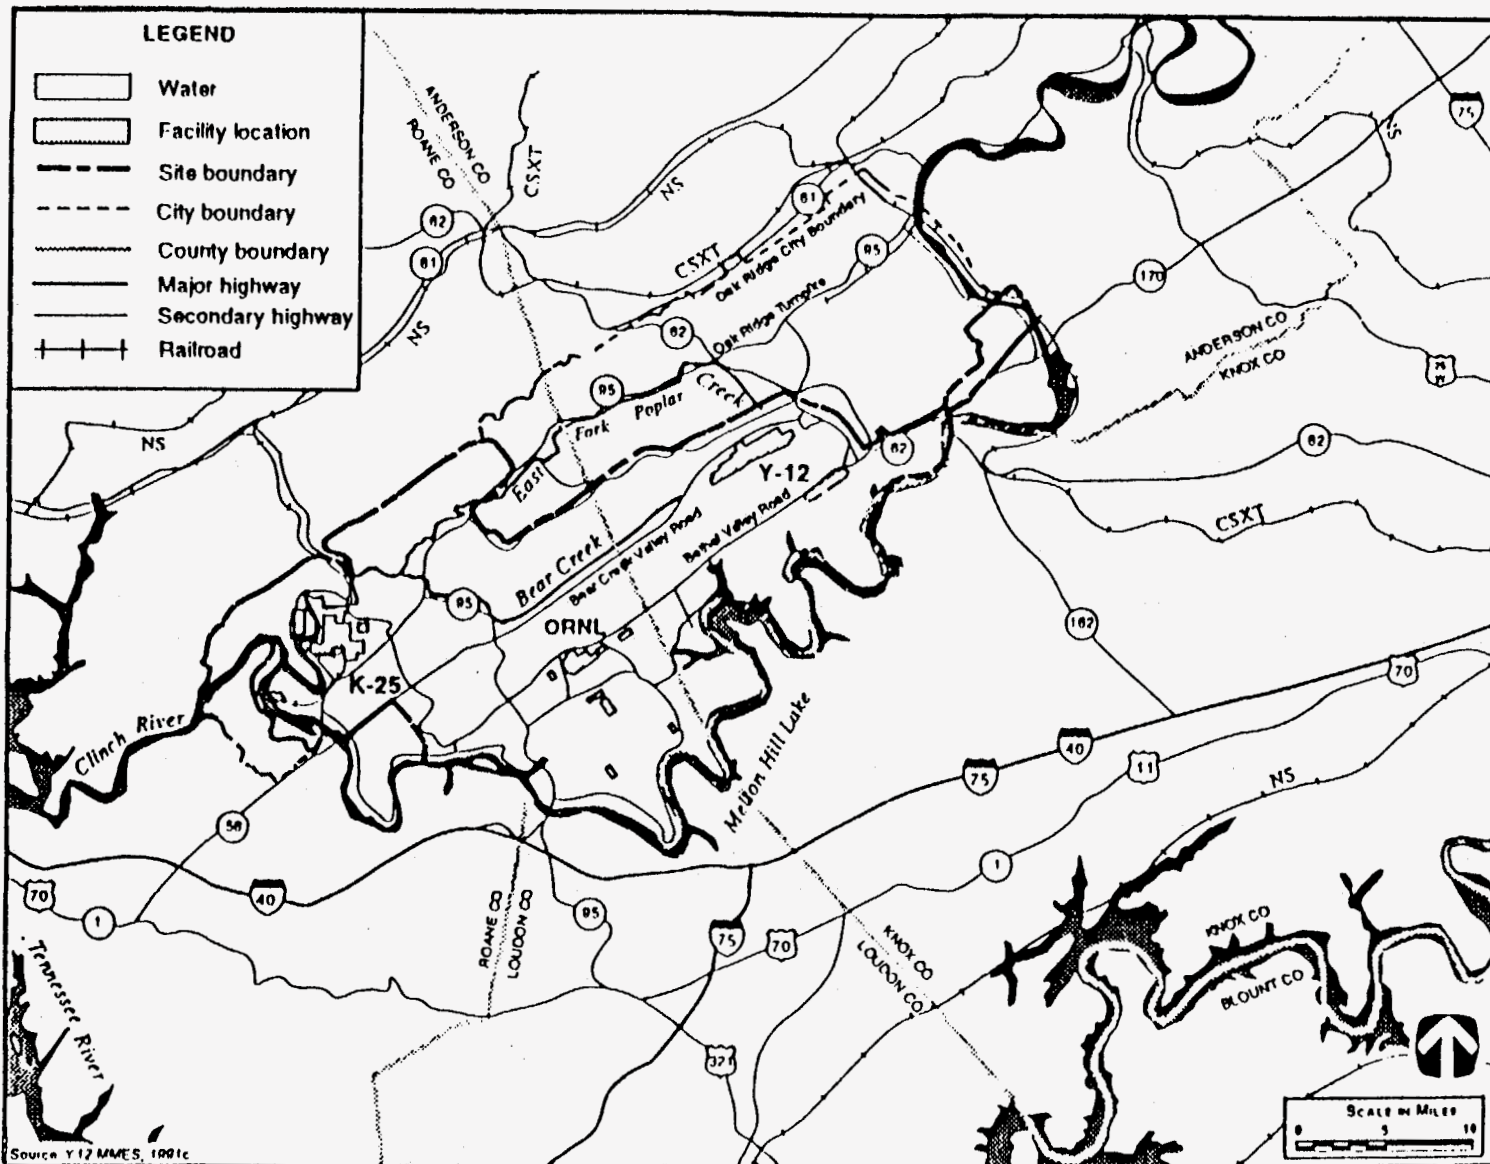 LEGEND
Water
Facility location
Site boundary
City boundary
County boundary
Major highway
Secondary highway
Railroad
ANDERSON CO
ROANE CO
CSXT
NS
62
61
NS
61
CSXT
Oak Ridge City Boundary
95
62
Oak Ridge Turnpike
170
75
NS
ANDERSON CO
KNOX CO
95
East
Fork
Poplar
Creek
NS
62
62
Y-12
CSXT
Bear Creek
Bear Creek Valley Road
Bethel Valley Road
95
ORNL
162
K-25
70
Clinch River
Melton Hill Lake
40
75
11
NS
58
1
70
40
1
95
ROANE CO
LOUDON CO
75
70
KNOX CO
LOUDON CO
KNOX CO
BLOUNT CO
Tennessee River
321
SCALE IN MILES
0 5 10
Source Y-12 MMES, 1991c